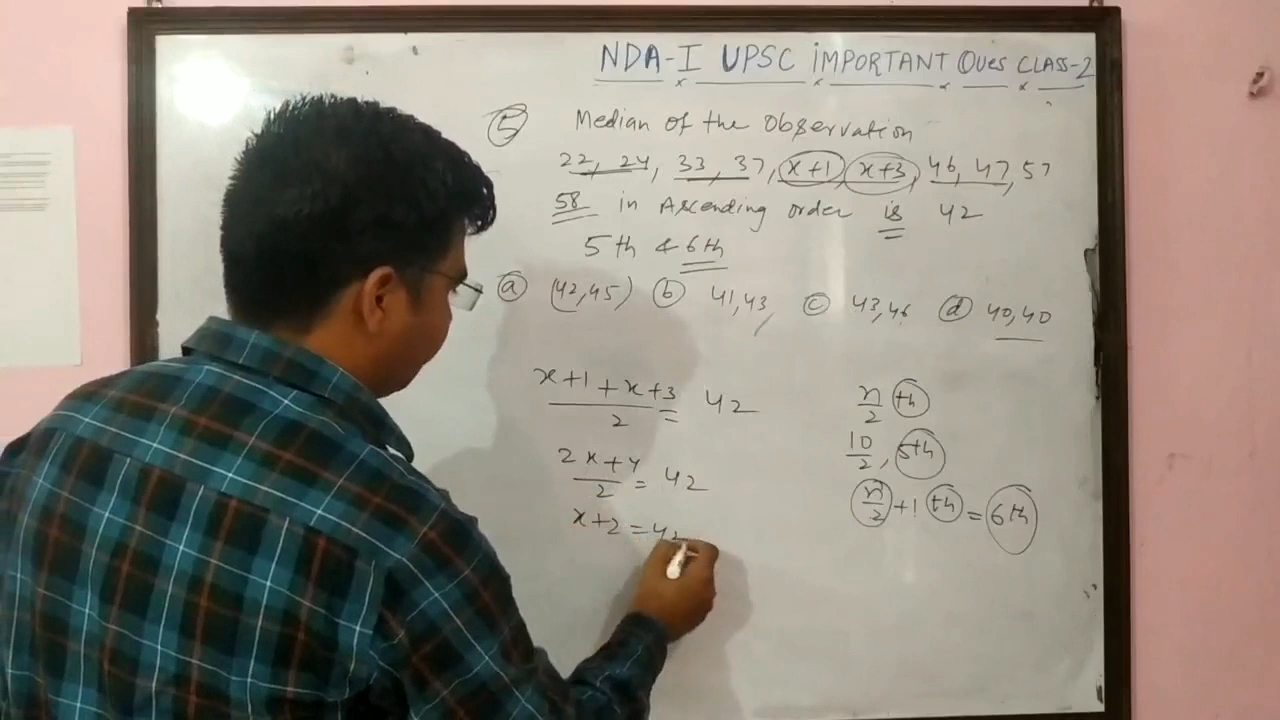 NDA-I UPSC IMPORTANT Ques CLASS-2
5 Median of the Observation
22, 24, 33, 37, x+1, x+3, 46, 47, 57
58 in Ascending order is 42
5th & 6th
a (42,45) b 41,43, c 43,46 d 40,40
x+1+x+3/2 = 42
2x+4/2 = 42
x+2=42
n/2 th
10/2, 5th
n/2+1 th = 6th